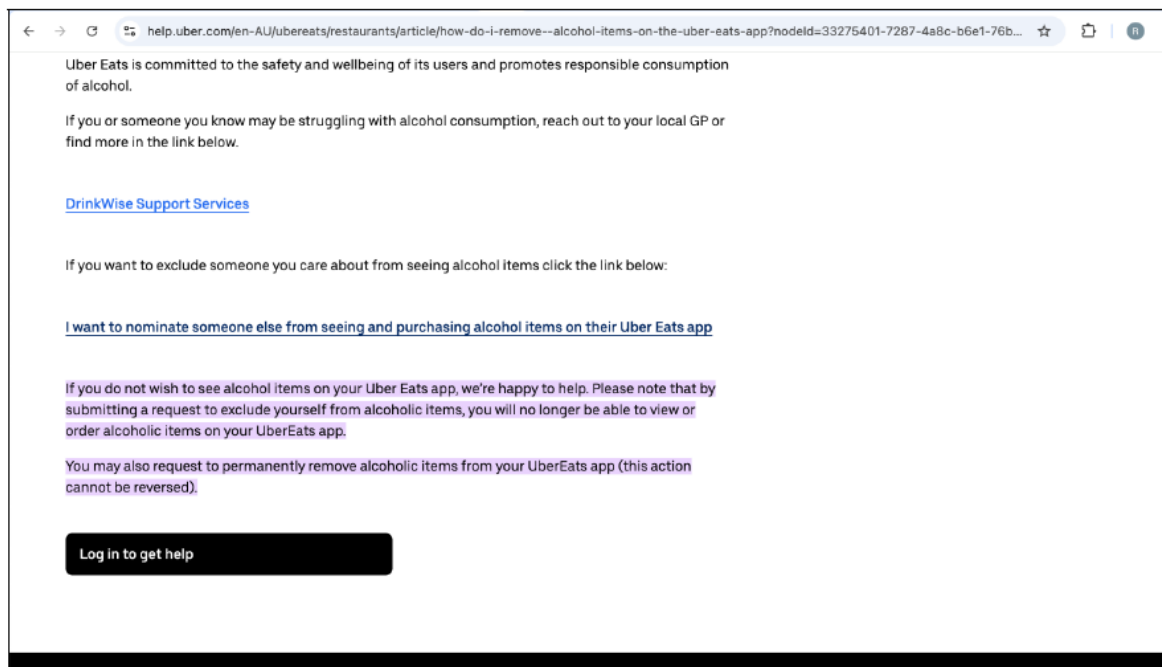 help.uber.com/en-AU/ubereats/restaurants/article/how-do-i-remove--alcohol-items-on-the-uber-eats-app?nodeId=33275401-7287-4a8c-b6e1-76b...
R
Uber Eats is committed to the safety and wellbeing of its users and promotes responsible consumption
of alcohol.
If you or someone you know may be struggling with alcohol consumption, reach out to your local GP or
find more in the link below.
DrinkWise Support Services
If you want to exclude someone you care about from seeing alcohol items click the link below:
I want to nominate someone else from seeing and purchasing alcohol items on their Uber Eats app
If you do not wish to see alcohol items on your Uber Eats app, we're happy to help. Please note that by
submitting a request to exclude yourself from alcoholic items, you will no longer be able to view or
order alcoholic items on your UberEats app.
You may also request to permanently remove alcoholic items from your UberEats app (this action
cannot be reversed).
Log in to get help